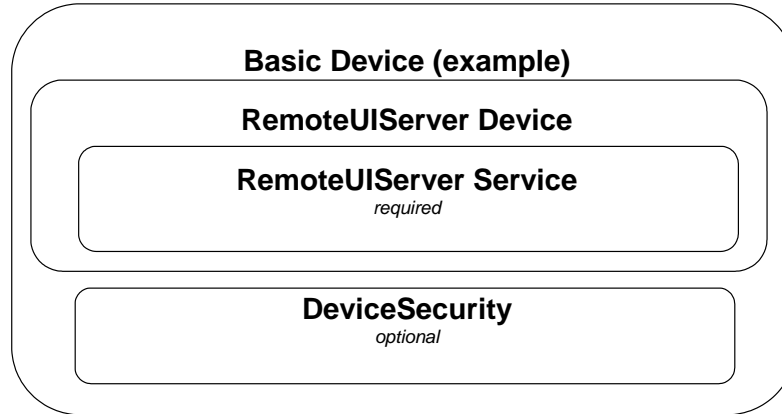 Basic Device (example)
RemoteUIServer Device
RemoteUIServer Service
required
DeviceSecurity
optional